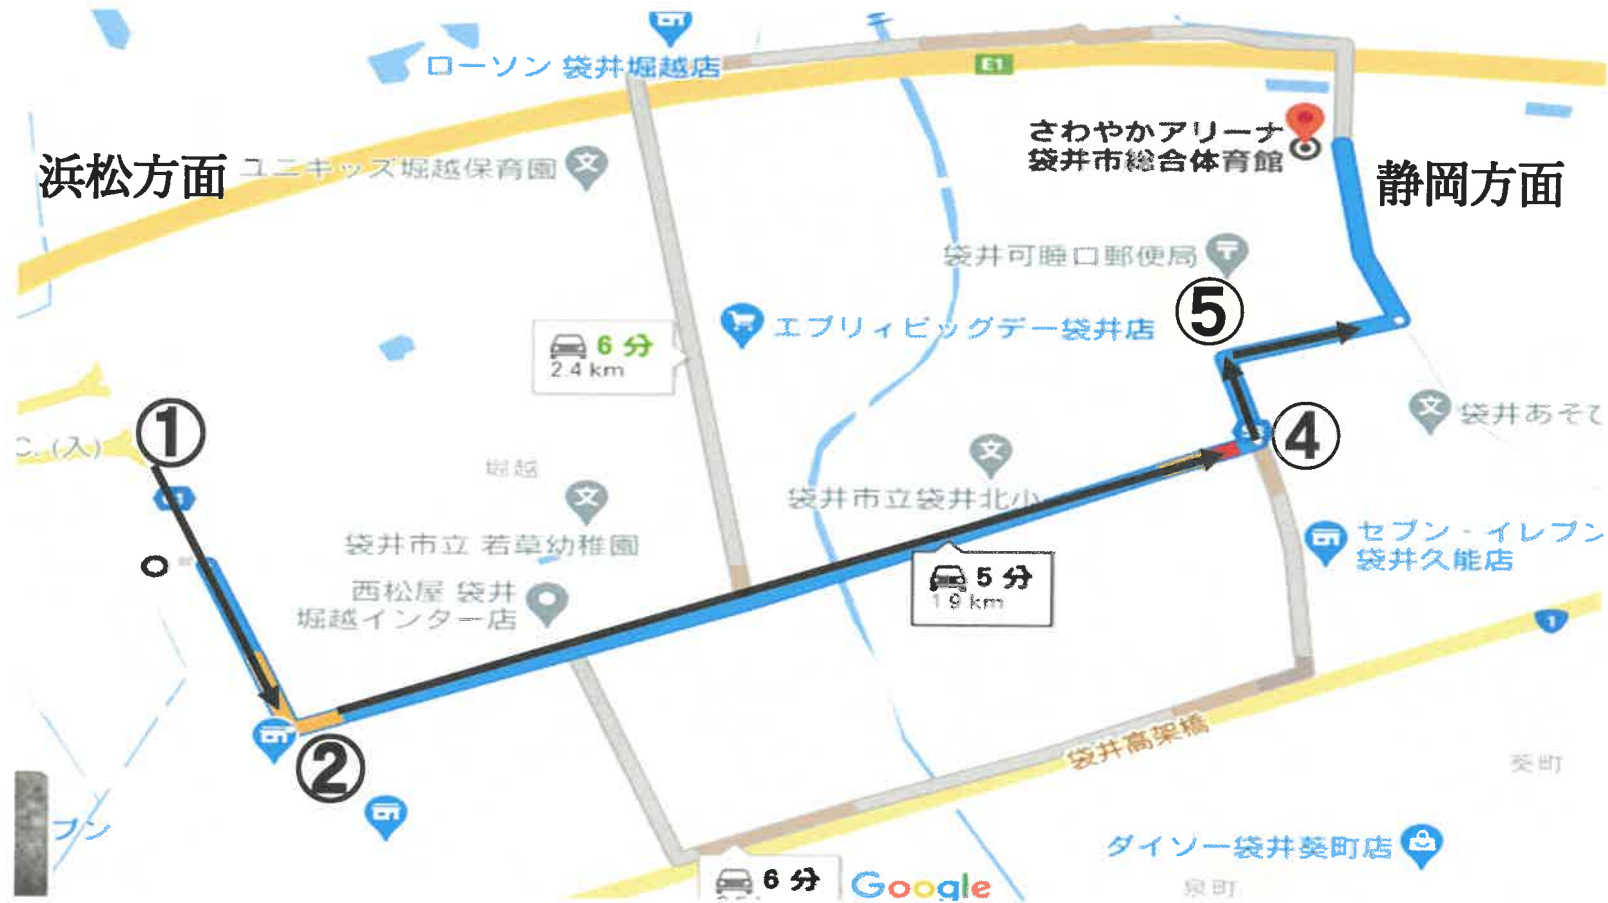 ローソン 袋井堀越店
E1
さわやかアリーナ
袋井市総合体育館
浜松方面
ユニキッズ堀越保育園
静岡方面
袋井可睡口郵便局
⑤
エブリィビッグデー袋井店
6 分
2.4 km
①
C. (入)
④
袋井あそ
堀越
袋井市立袋井北小
袋井市立 若草幼稚園
セブン - イレブン
袋井久能店
5 分
1.9 km
西松屋 袋井
堀越インター店
1
②
袋井高架橋
葵町
ブン
ダイソー袋井葵町店
6 分
Google
泉町